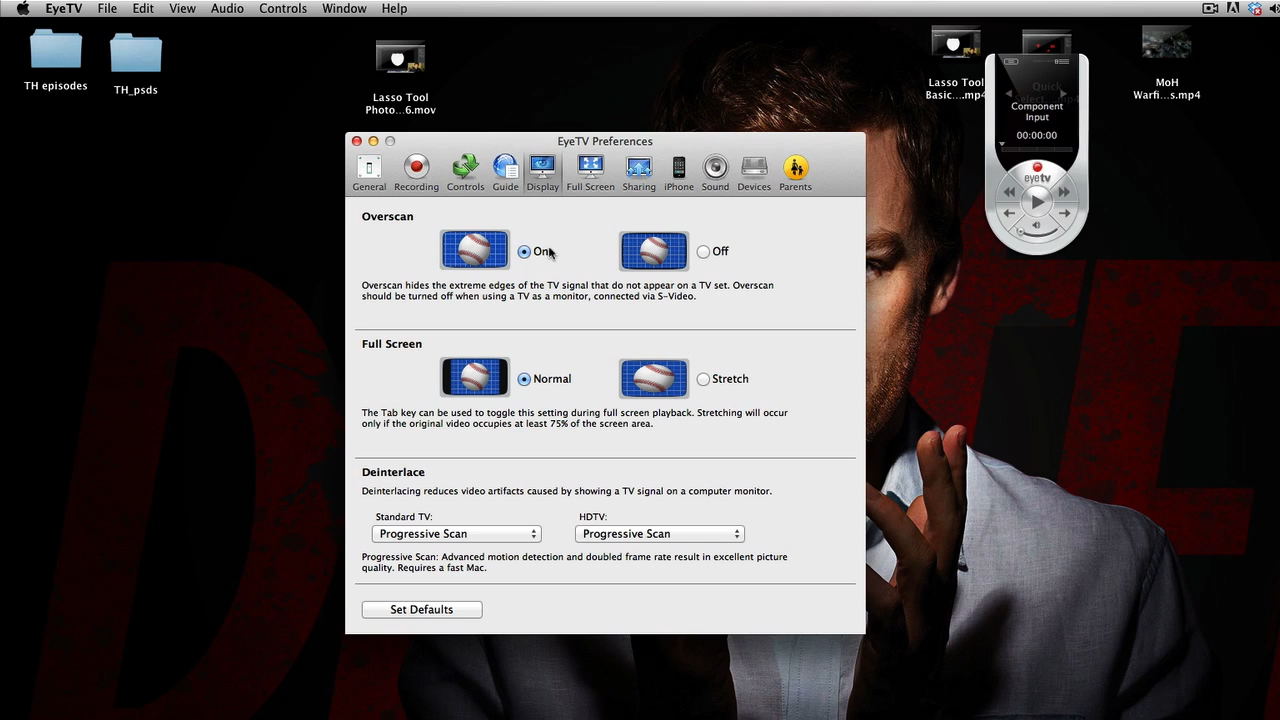 EyeTV File Edit View Audio Controls Window Help
TH episodes
TH_psds
Lasso Tool
Photo...6.mov
Lasso Tool
Basic....mp4
MoH
Warfi...s.mp4
Quick
Component
Input
00:00:00
eyetv
EyeTV Preferences
General Recording Controls Guide Display Full Screen Sharing iPhone Sound Devices Parents
Overscan
On Off
Overscan hides the extreme edges of the TV signal that do not appear on a TV set. Overscan
should be turned off when using a TV as a monitor, connected via S-Video.
Full Screen
Normal Stretch
The Tab key can be used to toggle this setting during full screen playback. Stretching will occur
only if the original video occupies at least 75% of the screen area.
Deinterlace
Deinterlacing reduces video artifacts caused by showing a TV signal on a computer monitor.
Standard TV: HDTV:
Progressive Scan Progressive Scan
Progressive Scan: Advanced motion detection and doubled frame rate result in excellent picture
quality. Requires a fast Mac.
Set Defaults